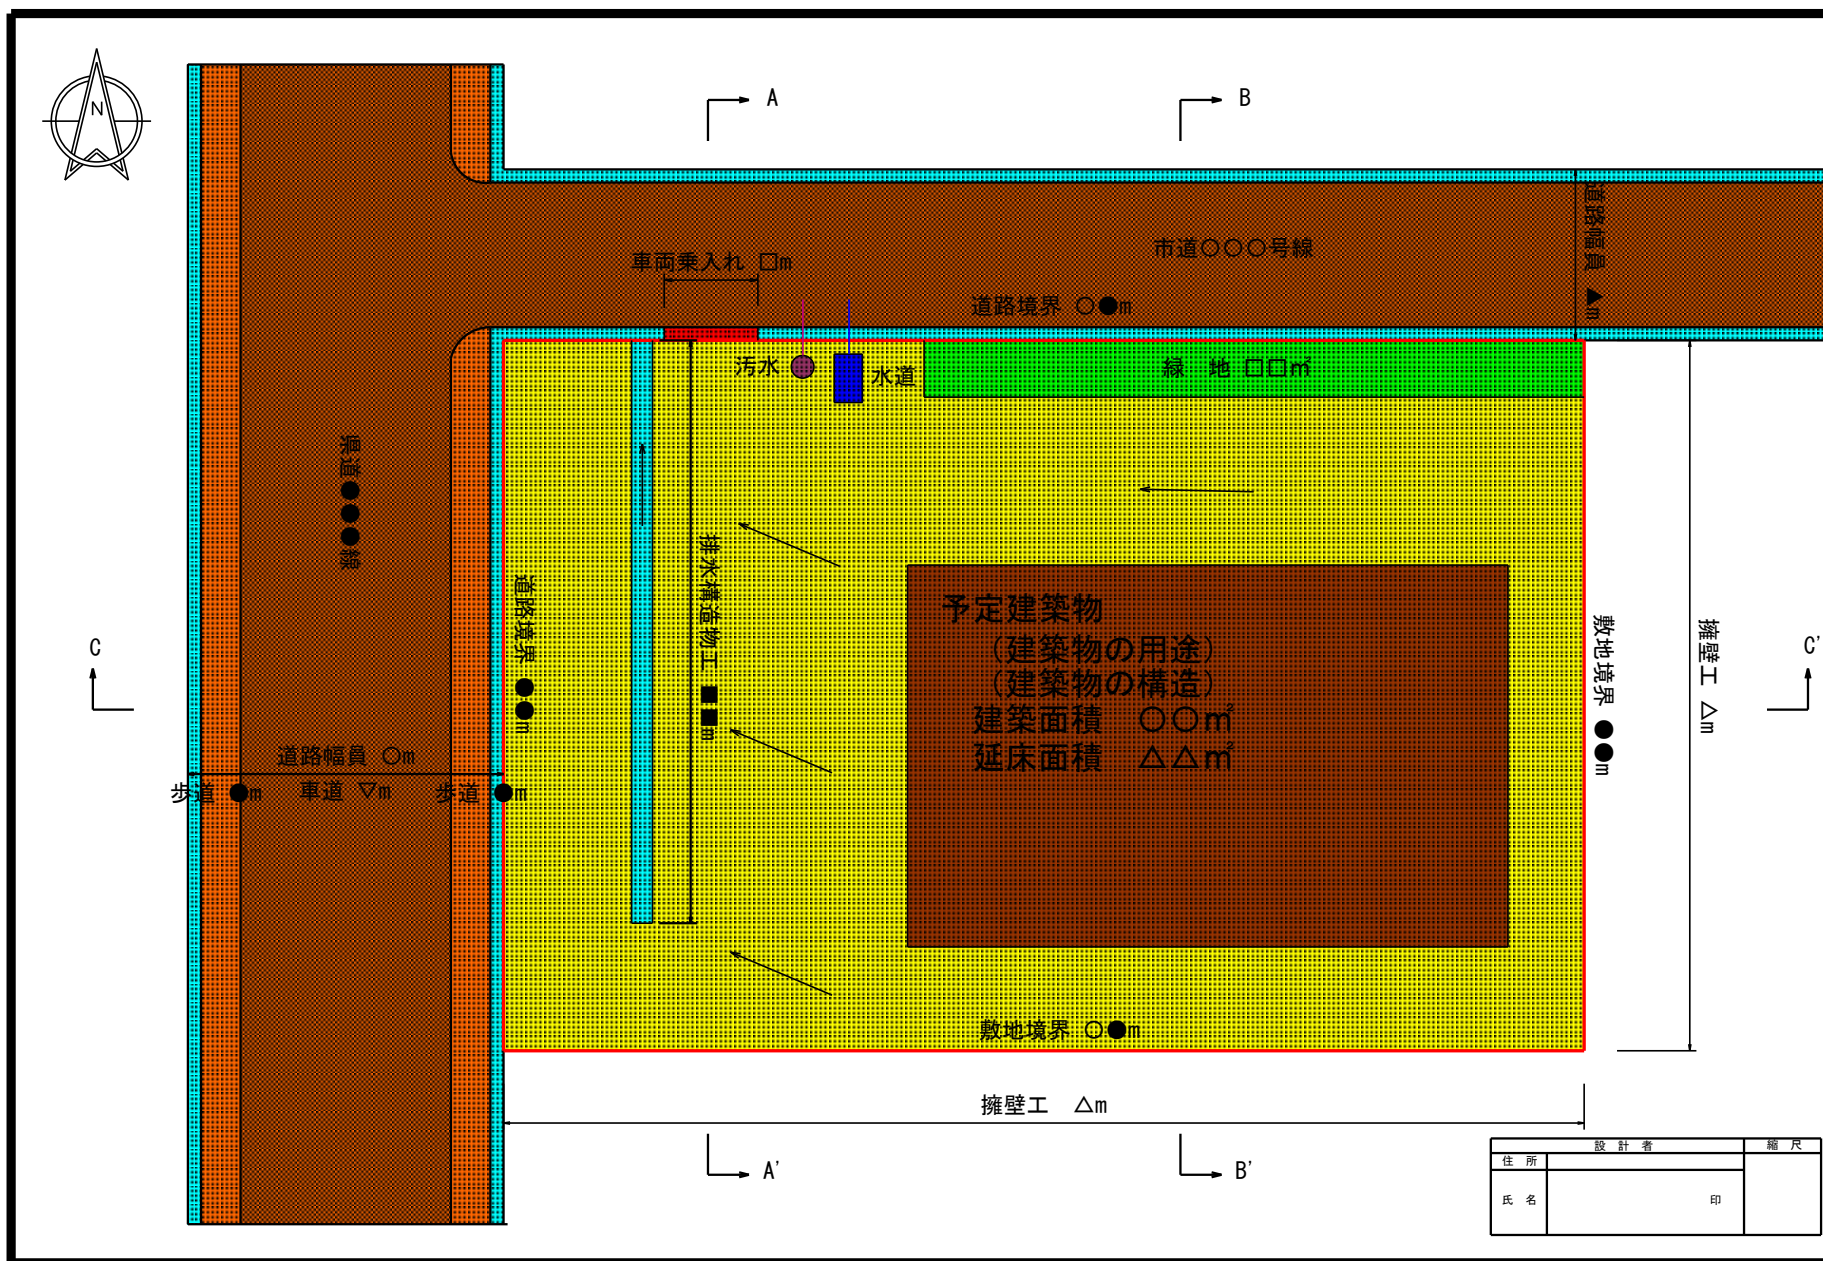 N
A
B
道路幅員 ▲m
市道○○○号線
車両乗入れ □m
道路境界 ○●m
汚水
水道
緑 地 □□㎡
県道●●●線
道路境界 ●●m
排水構造物工 ■■m
予定建築物
(建築物の用途)
(建築物の構造)
建築面積 ○○㎡
延床面積 △△㎡
敷地境界 ●●m
擁壁工 △m
C
C'
道路幅員 ○m
歩道 ●m
車道 ▽m
歩道 ●m
敷地境界 ○●m
擁壁工 △m
A'
B'
設 計 者
縮 尺
住 所
氏 名
印